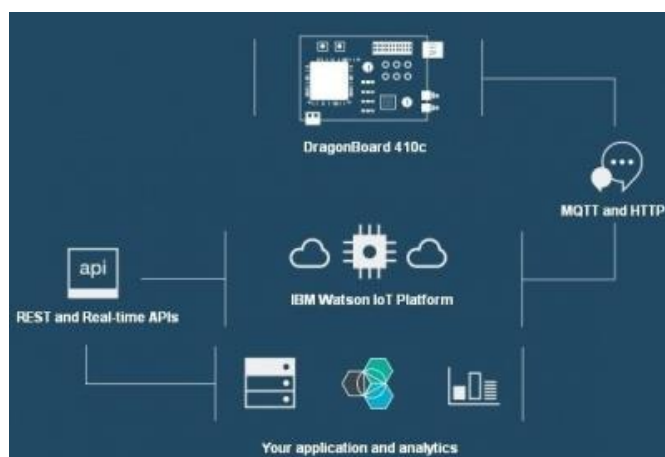 DragonBoard 410c
MQTT and HTTP
api
IBM Watson IoT Platform
REST and Real-time APIs
Your application and analytics